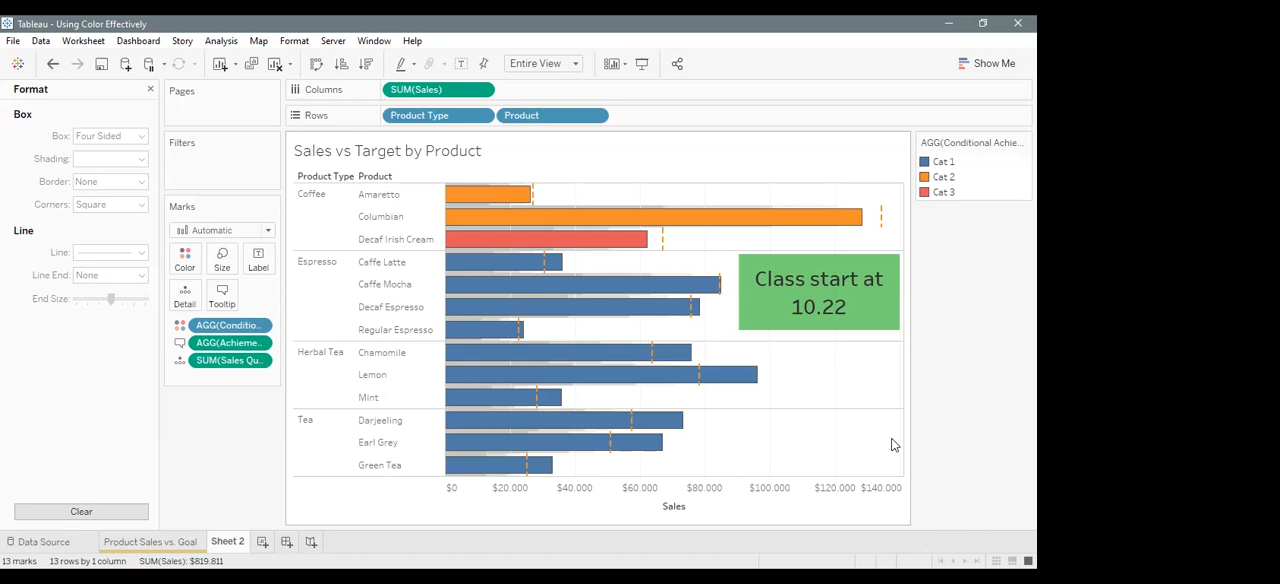 Tableau - Using Color Effectively
File Data Worksheet Dashboard Story Analysis Map Format Server Window Help
Entire View
Show Me
Format
Box
Box: Four Sided
Shading:
Border: None
Corners: Square
Line
Line:
Line End: None
End Size:
Clear
Pages
Filters
Marks
Automatic
Color Size Label
Detail Tooltip
AGG(Conditio..
AGG(Achieme..
SUM(Sales Qu..
Columns SUM(Sales)
Rows Product Type Product
Sales vs Target by Product
Product Type Product
Coffee Amaretto
Columbian
Decaf Irish Cream
Espresso Caffe Latte
Caffe Mocha
Decaf Espresso
Regular Espresso
Herbal Tea Chamomile
Lemon
Mint
Tea Darjeeling
Earl Grey
Green Tea
$0 $20.000 $40.000 $60.000 $80.000 $100.000 $120.000 $140.000
Sales
Class start at
10.22
AGG(Conditional Achie...
Cat 1
Cat 2
Cat 3
Data Source Product Sales vs. Goal Sheet 2
13 marks 13 rows by 1 column SUM(Sales): $819.811